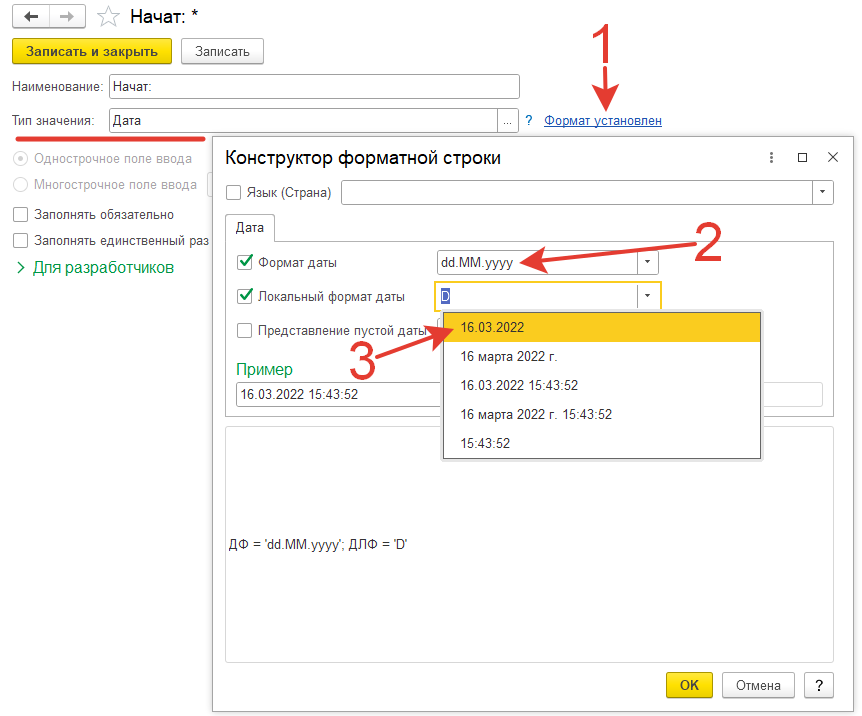 Начат: *
Записать и закрыть
Записать
Наименование: Начат:
Тип значения: Дата ... ? Формат установлен
1
Однострочное поле ввода
Многострочное поле ввода
Заполнять обязательно
Заполнять единственный раз
Для разработчиков
Конструктор форматной строки
Язык (Страна)
Дата
Формат даты dd.MM.yyyy
2
Локальный формат даты D
Представление пустой даты
16.03.2022
16 марта 2022 г.
16.03.2022 15:43:52
16 марта 2022 г. 15:43:52
15:43:52
3
Пример
16.03.2022 15:43:52
ДФ = 'dd.MM.yyyy'; ДЛФ = 'D'
OK Отмена ?